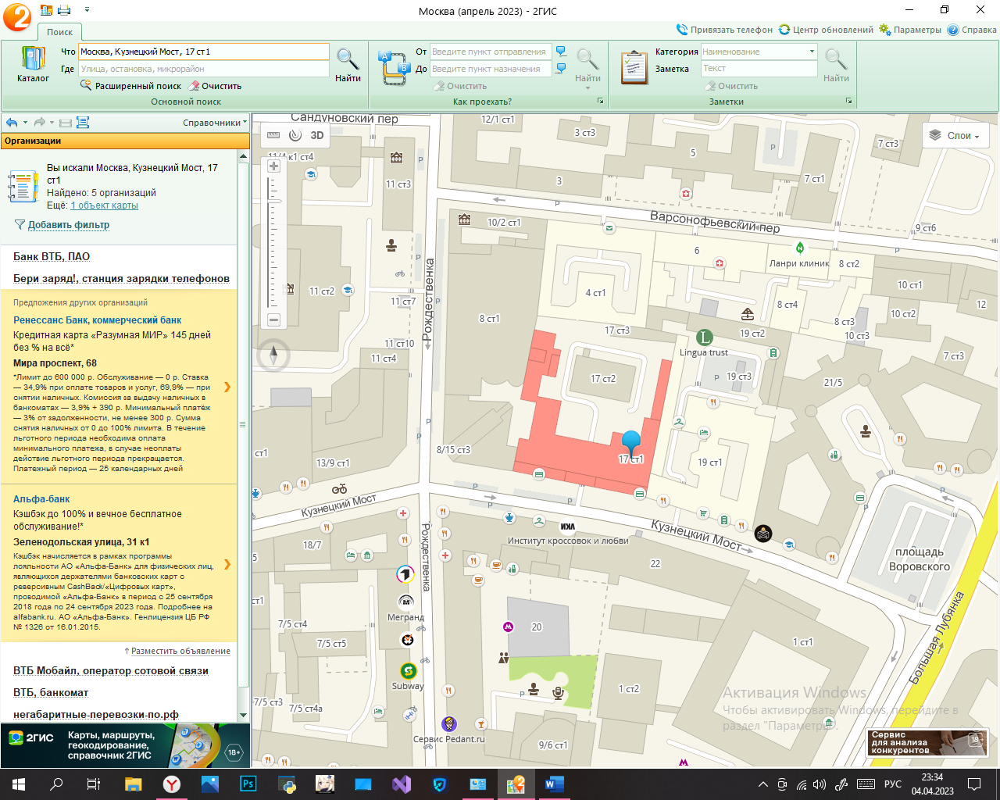 Москва (апрель 2023) - 2ГИС
Поиск
Привязать телефон
Центр обновлений
Параметры
Справка
Каталог
Что
Москва, Кузнецкий Мост, 17 ст1
Где
Улица, остановка, микрорайон
Расширенный поиск
Очистить
Найти
Основной поиск
От
Введите пункт отправления
До
Введите пункт назначения
Очистить
Найти
Как проехать?
Категория
Наименование
Заметка
Текст
Очистить
Найти
Заметки
Справочники
Организации
Вы искали Москва, Кузнецкий Мост, 17
ст1
Найдено: 5 организаций
Ещё: 1 объект карты
Добавить фильтр
Банк ВТБ, ПАО
Бери заряд!, станция зарядки телефонов
Предложения других организаций
Ренессанс Банк, коммерческий банк
Кредитная карта «Разумная МИР» 145 дней
без % на всё*
Мира проспект, 68
*Лимит до 600 000 р. Обслуживание — 0 р. Ставка
— 34,9% при оплате товаров и услуг, 69,9% — при
снятии наличных. Комиссия за выдачу наличных в
банкоматах — 3,9% + 390 р. Минимальный платёж
— 3% от задолженности, не менее 300 р. Сумма
снятия наличных от 0 до 100% лимита. В течение
льготного периода необходима оплата
минимального платежа, в случае неоплаты
действие льготного периода прекращается.
Платежный период — 25 календарных дней
Альфа-банк
Кэшбэк до 100% и вечное бесплатное
обслуживание!*
Зеленодольская улица, 31 к1
Кэшбэк начисляется в рамках программы
лояльности АО «Альфа-Банк» для физических лиц,
являющихся держателями банковских карт с
реверсивным CashBack/«Цифровых карт»,
проводимой «Альфа-Банк» в период с 25 сентября
2018 года по 24 сентября 2023 года. Подробнее на
alfabank.ru. АО «Альфа-Банк». Генлицензия ЦБ РФ
№ 1326 от 16.01.2015.
Разместить объявление
ВТБ Мобайл, оператор сотовой связи
ВТБ, банкомат
негабаритные-перевозки-по.рф
2ГИС
Карты, маршруты,
геокодирование,
справочник 2ГИС
18+
3D
Слои
Сандуновский пер
12/1 ст1
3 ст3
5
7 ст3
11/4 к1 ст4
11 ст3
3
7 ст1
Варсонофьевский пер
9 ст6
10/2 ст1
6
Ланри клиник
8 ст2
10 ст1
Рождественка
4 ст1
11 ст2
11 ст7
8 ст4
12
10 ст2
8 ст1
8 ст3
10 ст3
17 ст3
19 ст2
11 ст10
Lingua trust
11 ст4
7 ст3
17 ст2
19 ст3
21/5
ст1
8/15 ст3
17 ст1
19 ст1
13/9 ст1
Кузнецкий Мост
Кузнецкий Мост
Рождественка
ИКИ
Институт кроссовок и любви
18/7
5
22
площадь
Воровского
ст1
Мегранд
7/5 ст4
20
7/5 ст5
1 ст1
Большая Лубянка
Subway
1 ст2
7/5 ст3
7/5 ст4а
Сервис Pedant.ru
9/6 ст1
Активация Windows
Чтобы активировать Windows, перейдите в
раздел "Параметры".
Сервис
для анализа
конкурентов
18+
РУС
23:34
04.04.2023